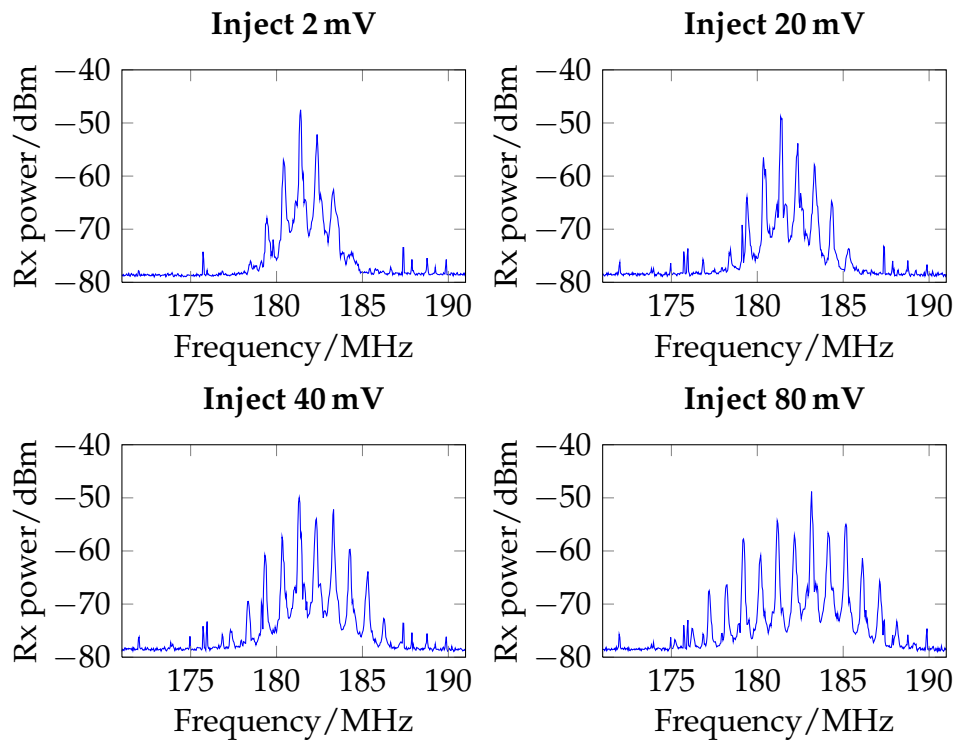 Inject 2 mV
Rx power/dBm
−40
−50
−60
−70
−80
175 180 185 190
Frequency/MHz
Inject 20 mV
Rx power/dBm
−40
−50
−60
−70
−80
175 180 185 190
Frequency/MHz
Inject 40 mV
Rx power/dBm
−40
−50
−60
−70
−80
175 180 185 190
Frequency/MHz
Inject 80 mV
Rx power/dBm
−40
−50
−60
−70
−80
175 180 185 190
Frequency/MHz